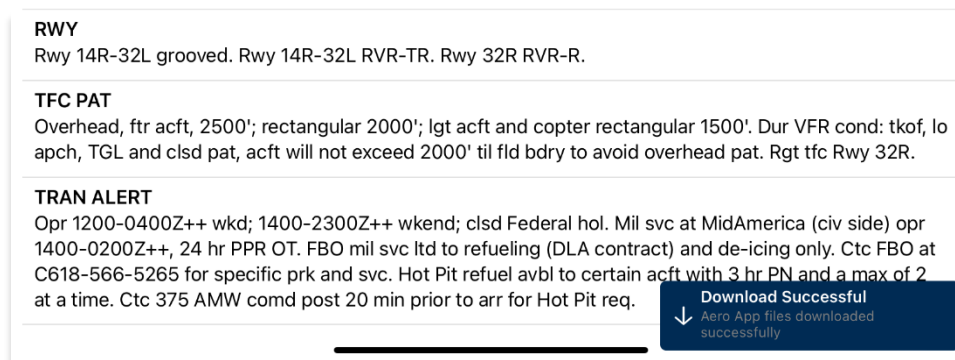 RWY
Rwy 14R-32L grooved. Rwy 14R-32L RVR-TR. Rwy 32R RVR-R.
TFC PAT
Overhead, ftr acft, 2500'; rectangular 2000'; lgt acft and copter rectangular 1500'. Dur VFR cond: tkof, lo
apch, TGL and clsd pat, acft will not exceed 2000' til fld bdry to avoid overhead pat. Rgt tfc Rwy 32R.
TRAN ALERT
Opr 1200-0400Z++ wkd; 1400-2300Z++ wkend; clsd Federal hol. Mil svc at MidAmerica (civ side) opr
1400-0200Z++, 24 hr PPR OT. FBO mil svc ltd to refueling (DLA contract) and de-icing only. Ctc FBO at
C618-566-5265 for specific prk and svc. Hot Pit refuel avbl to certain acft with 3 hr PN and a max of 2
at a time. Ctc 375 AMW comd post 20 min prior to arr for Hot Pit req.
Download Successful
Aero App files downloaded
successfully